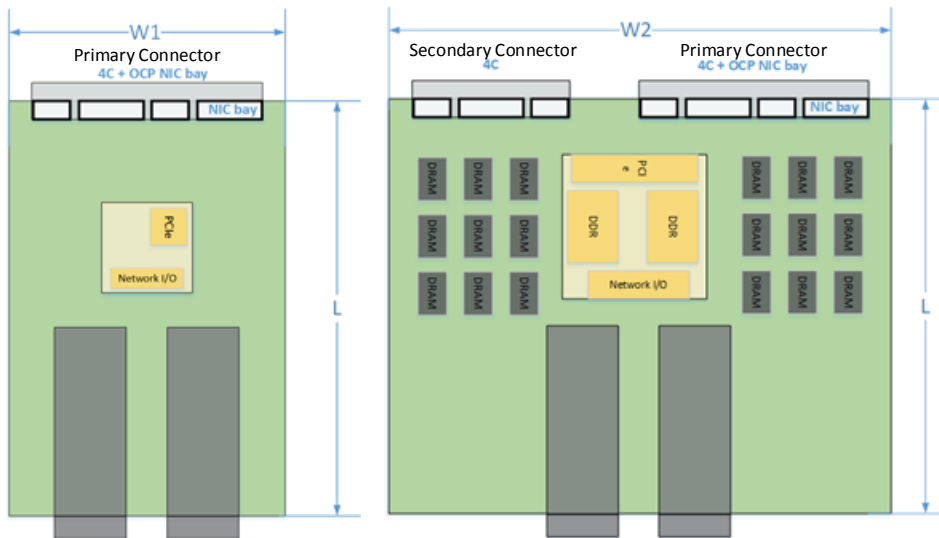 W1
Primary Connector
4C + OCP NIC bay
NIC bay
PCIe
Network I/O
L
W2
Secondary Connector
4C
Primary Connector
4C + OCP NIC bay
NIC bay
DRAM DRAM DRAM
DRAM DRAM DRAM
DRAM DRAM DRAM
PCI
e
DDR DDR
Network I/O
DRAM DRAM DRAM
DRAM DRAM DRAM
DRAM DRAM DRAM
L